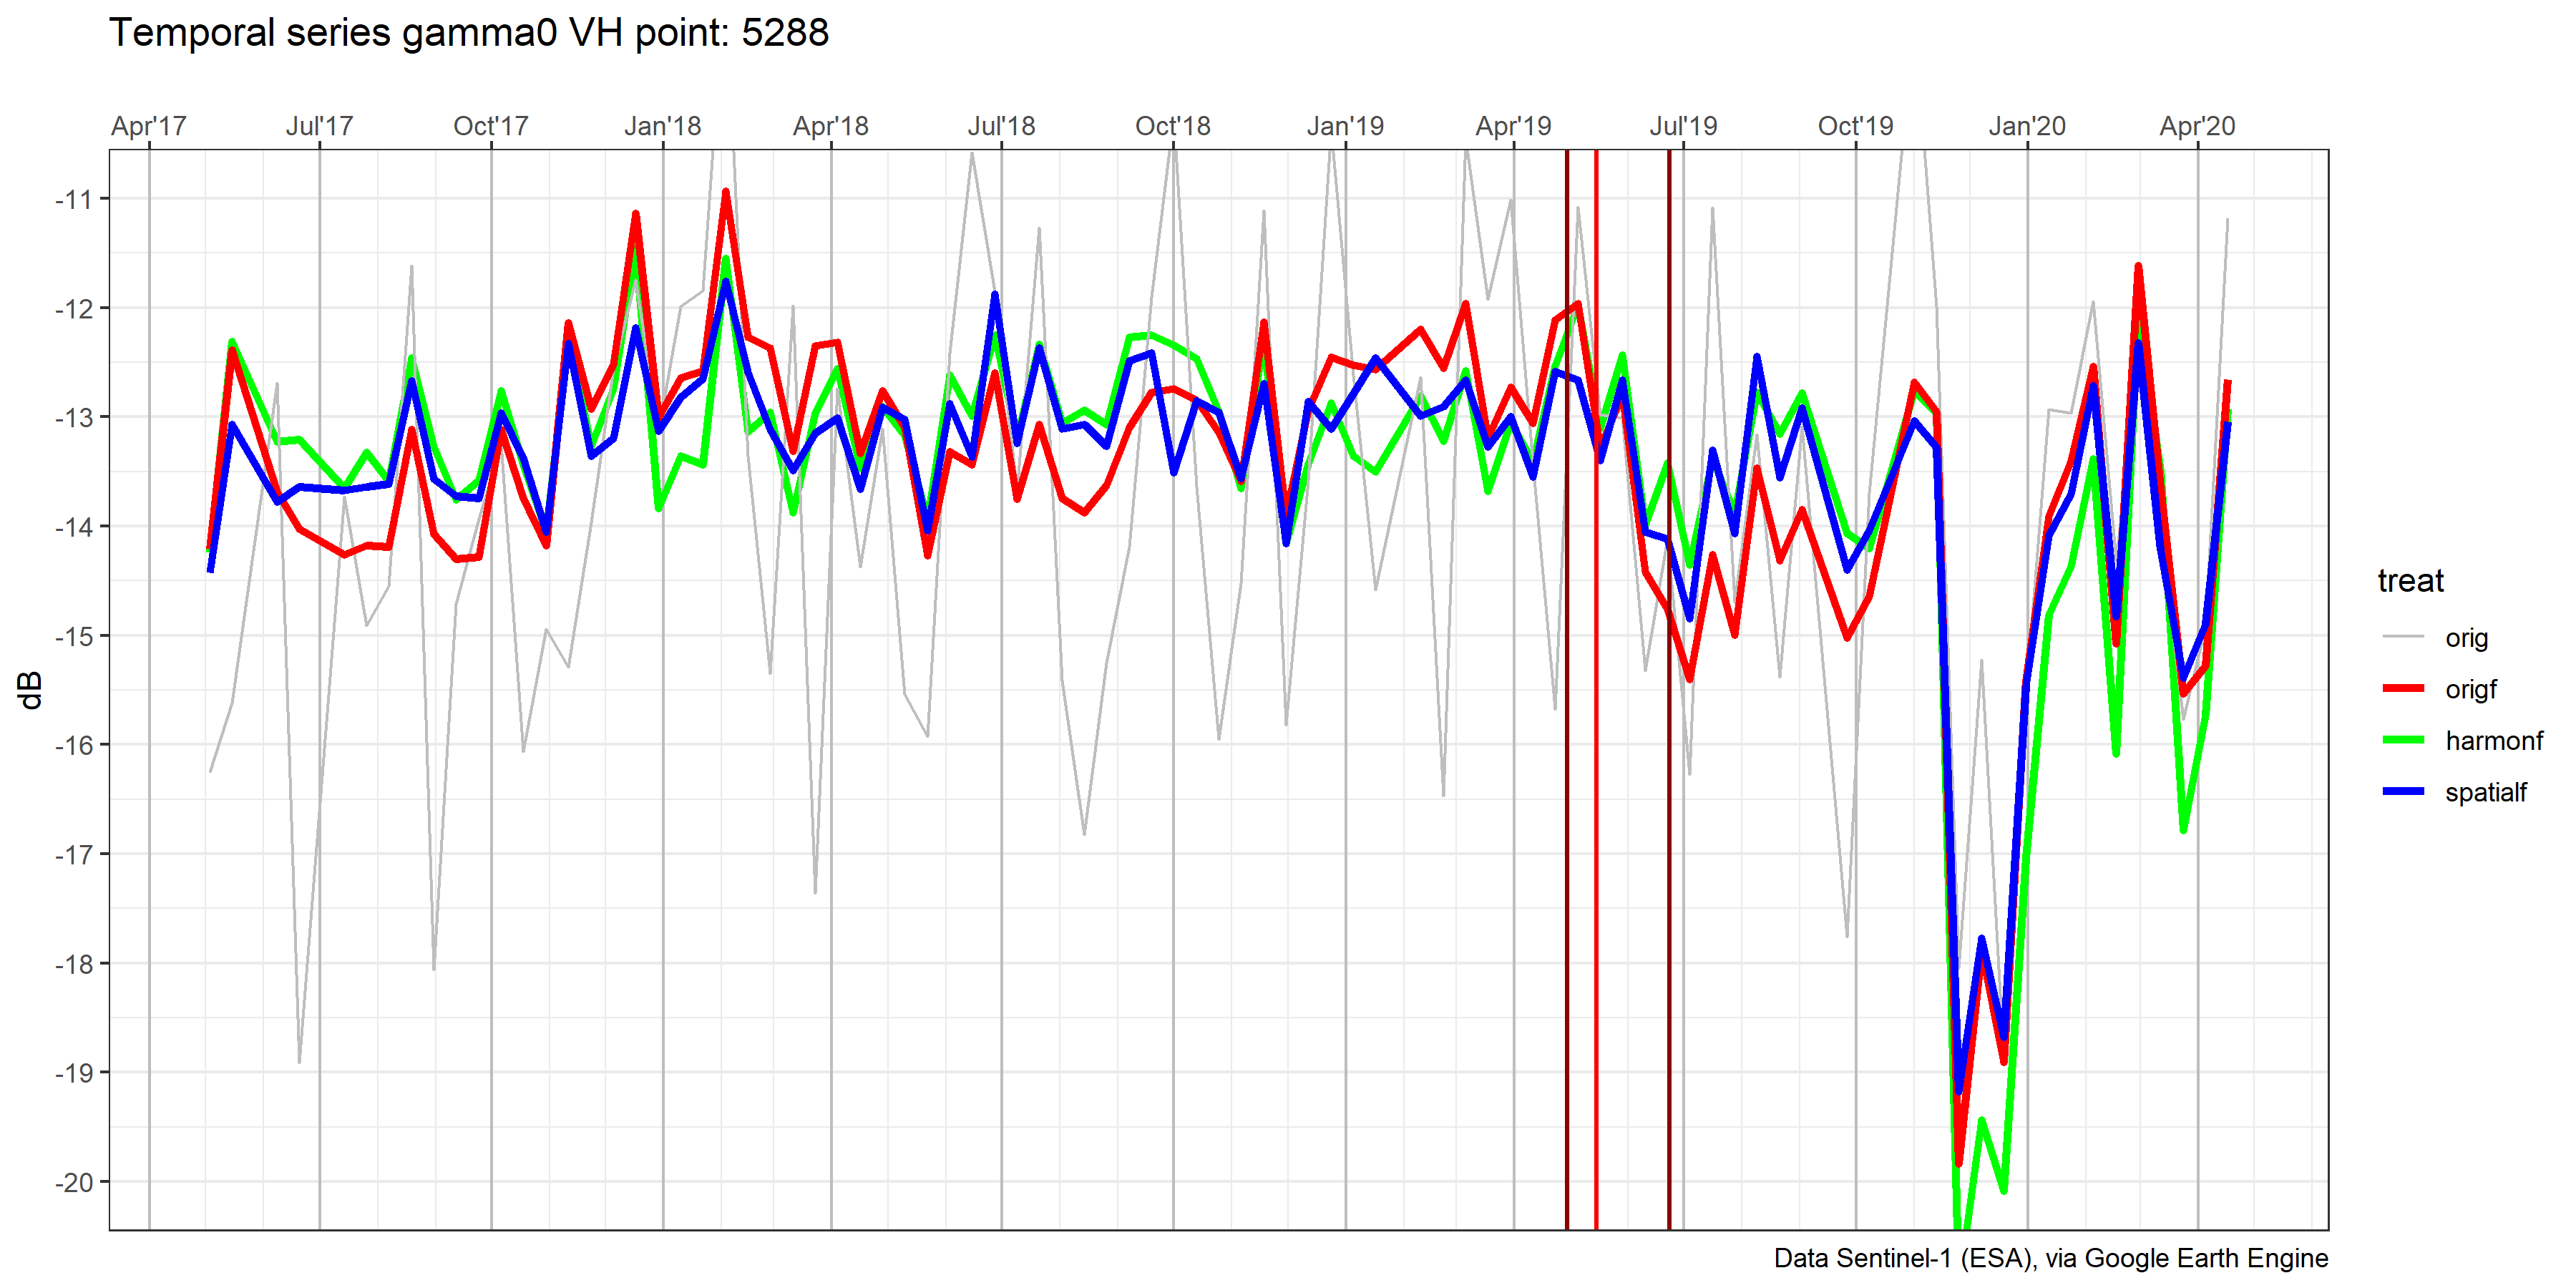 Temporal series gamma0 VH point: 5288
Apr'17 Jul'17 Oct'17 Jan'18 Apr'18 Jul'18 Oct'18 Jan'19 Apr'19 Jul'19 Oct'19 Jan'20 Apr'20
-11
-12
-13
-14
-15
-16
-17
-18
-19
-20
dB
treat
orig
origf
harmonf
spatialf
Data Sentinel-1 (ESA), via Google Earth Engine